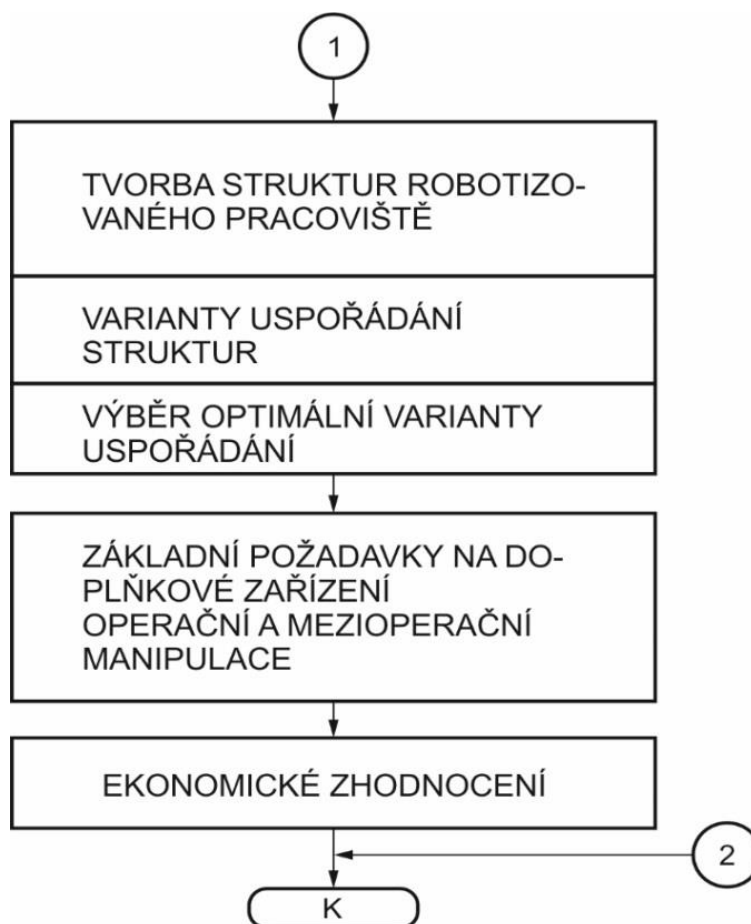 1
TVORBA STRUKTUR ROBOTIZO-
VANÉHO PRACOVIŠTĚ
VARIANTY USPOŘÁDÁNÍ
STRUKTUR
VÝBĚR OPTIMÁLNÍ VARIANTY
USPOŘÁDÁNÍ
ZÁKLADNÍ POŽADAVKY NA DO-
PLŇKOVÉ ZAŘÍZENÍ
OPERAČNÍ A MEZIOPERAČNÍ
MANIPULACE
EKONOMICKÉ ZHODNOCENÍ
2
K